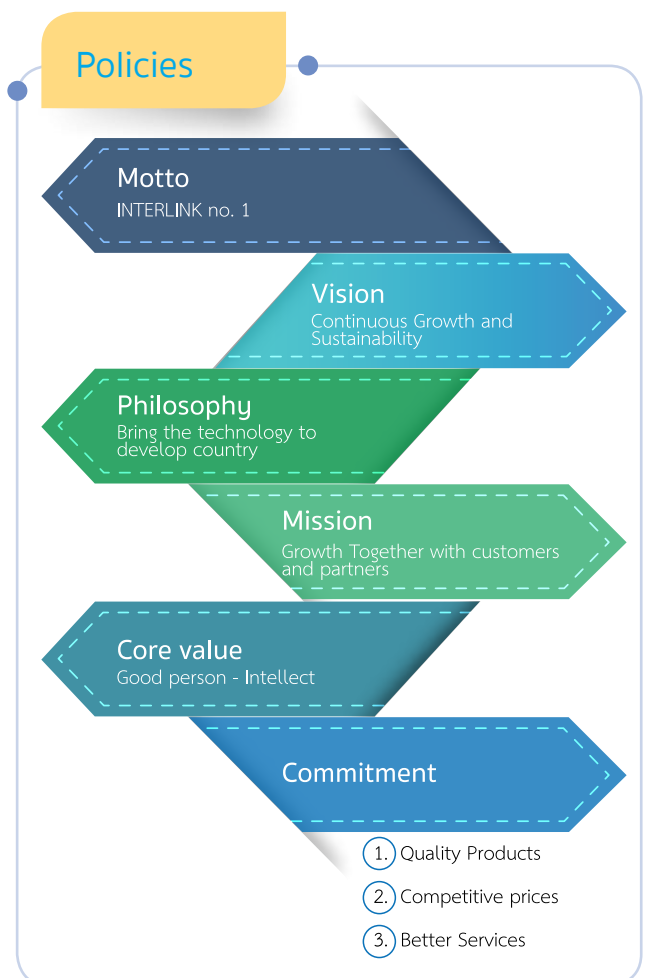 Policies
Motto
INTERLINK no. 1
Vision
Continuous Growth and
Sustainability
Philosophy
Bring the technology to
develop country
Mission
Growth Together with customers
and partners
Core value
Good person - Intellect
Commitment
1. Quality Products
2. Competitive prices
3. Better Services